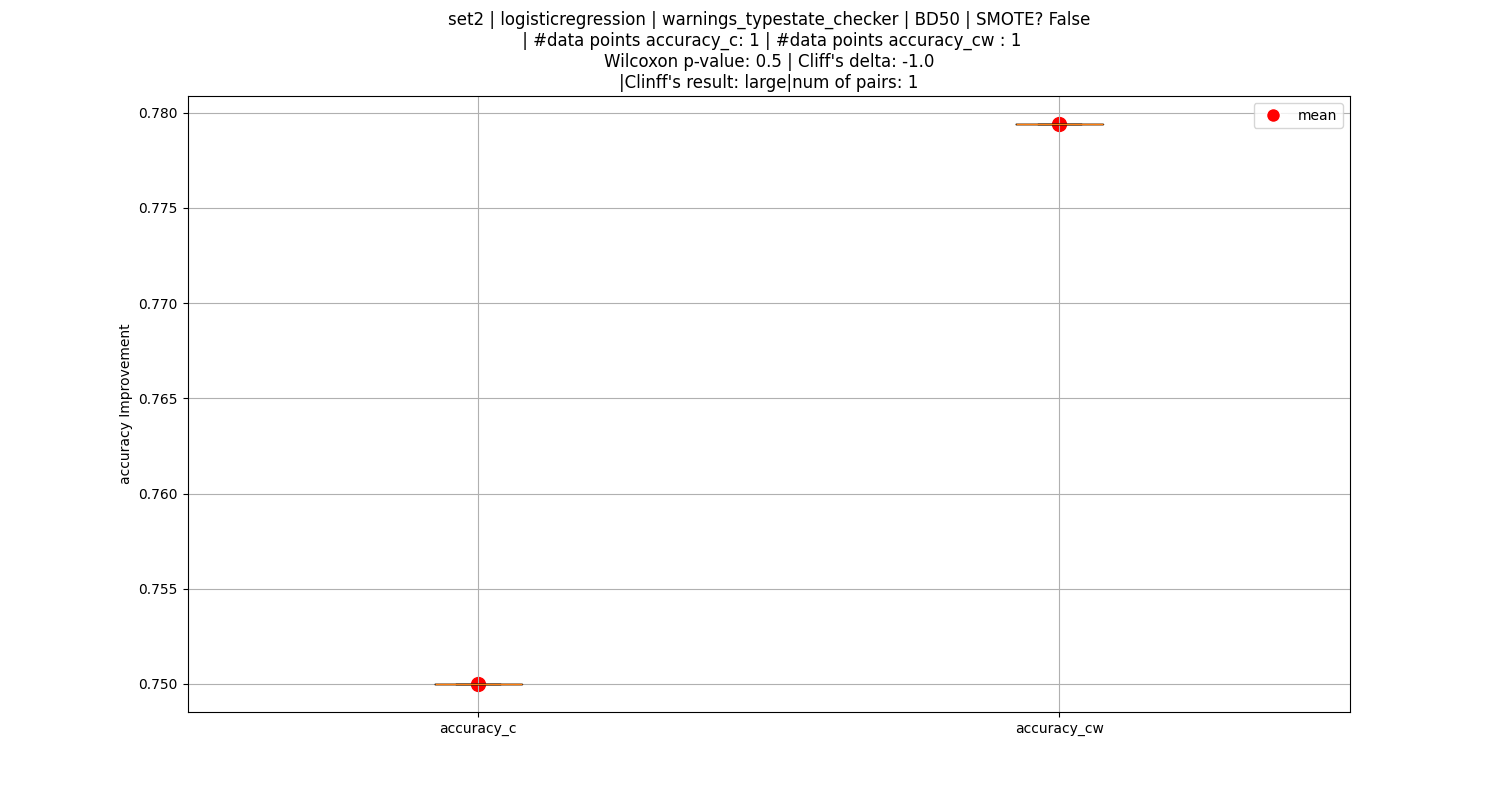 set2 | logisticregression | warnings_typestate_checker | BD50 | SMOTE? False
| #data points accuracy_c: 1 | #data points accuracy_cw : 1
Wilcoxon p-value: 0.5 | Cliff's delta: -1.0
|Clinff's result: large|num of pairs: 1
mean
0.780
0.775
0.770
0.765
0.760
0.755
0.750
accuracy Improvement
accuracy_c
accuracy_cw